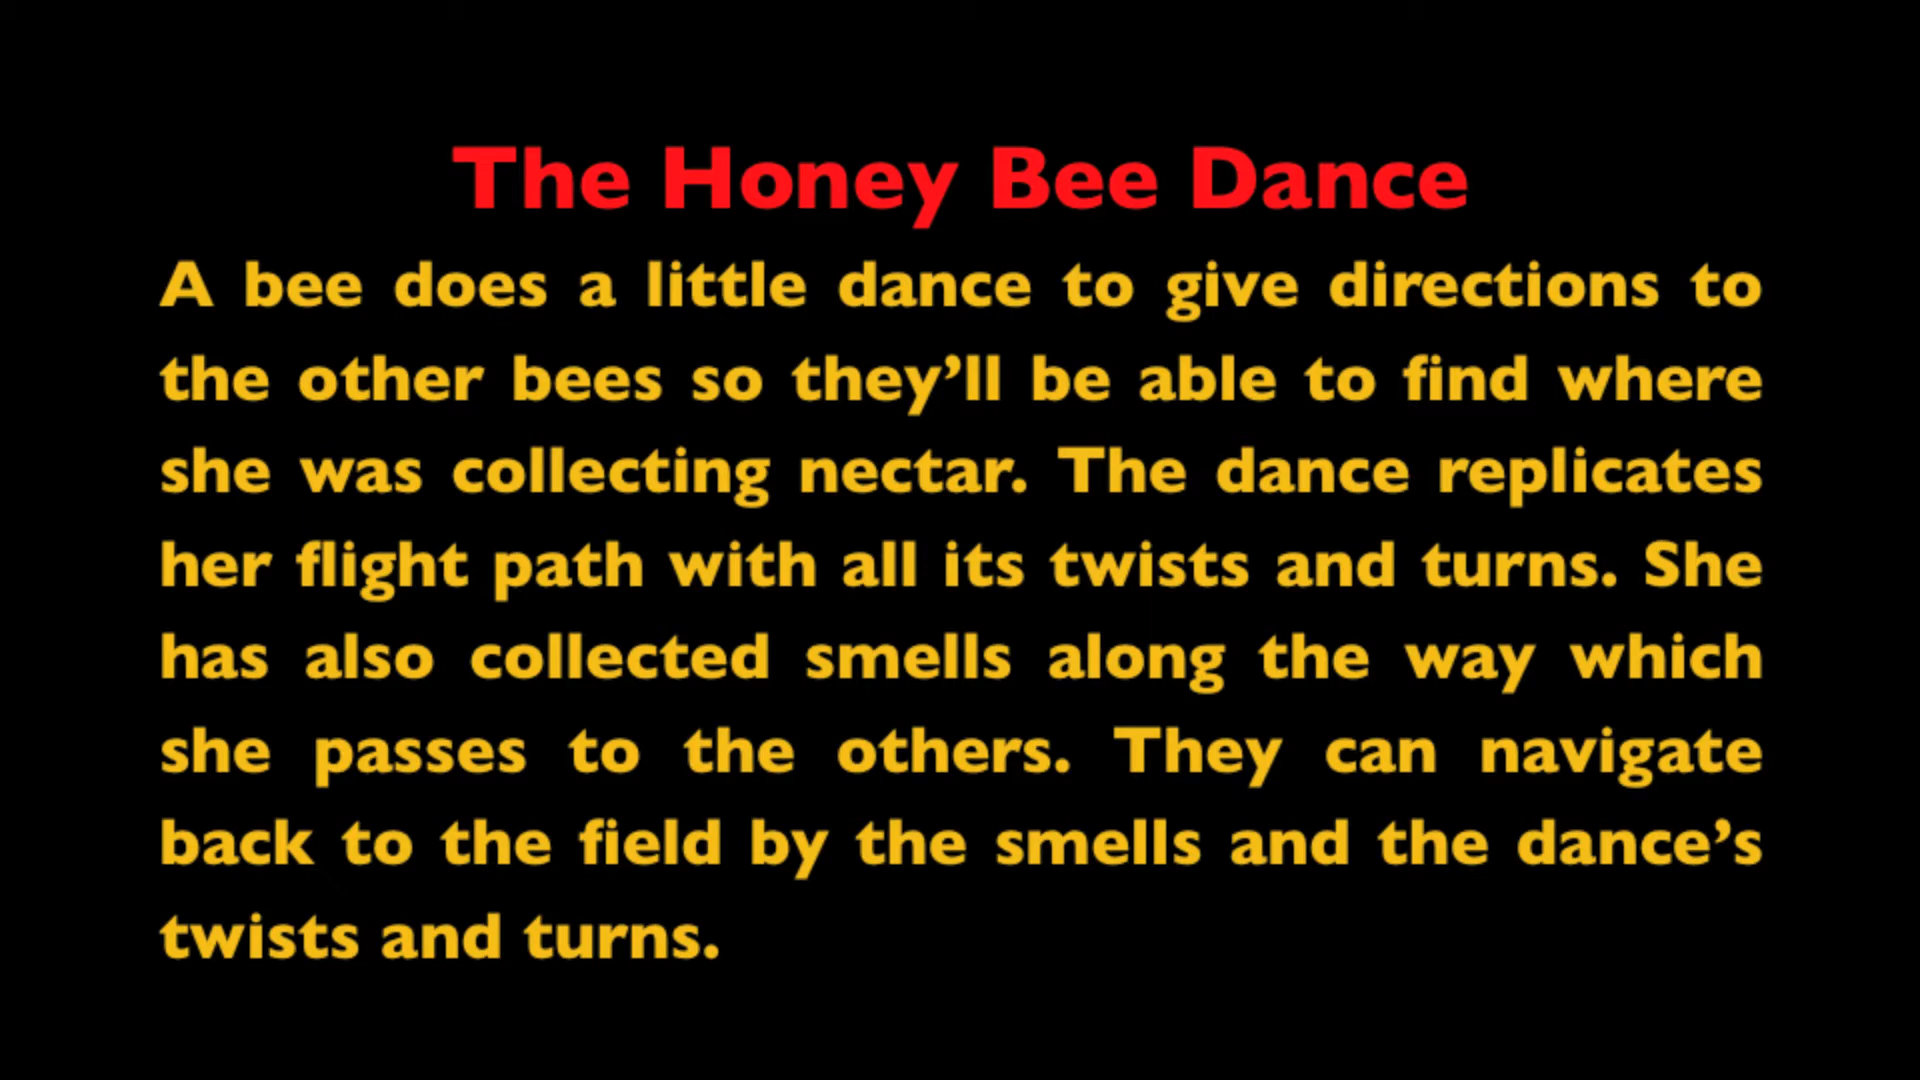 The Honey Bee Dance
A bee does a little dance to give directions to
the other bees so they’ll be able to find where
she was collecting nectar. The dance replicates
her flight path with all its twists and turns. She
has also collected smells along the way which
she passes to the others. They can navigate
back to the field by the smells and the dance’s
twists and turns.